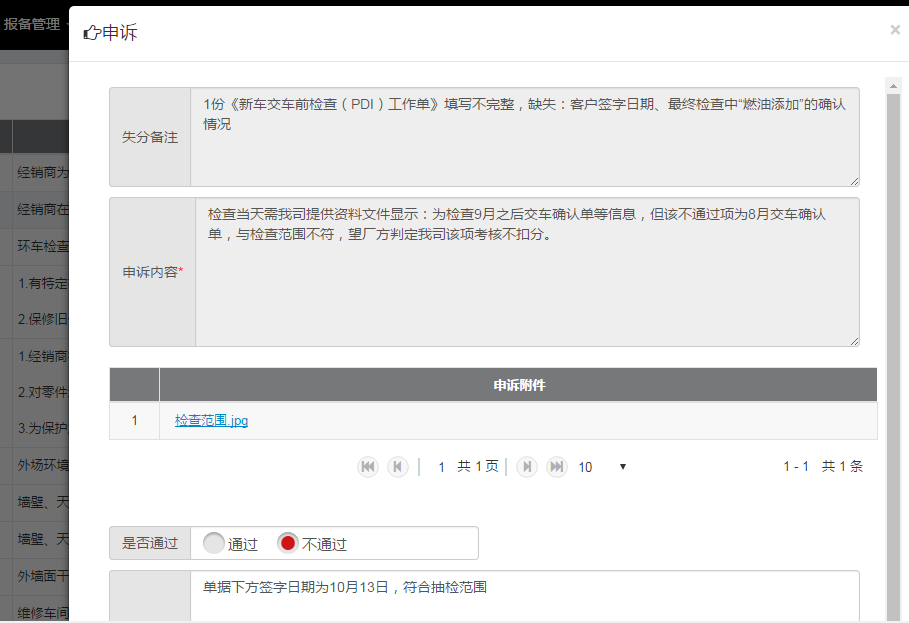 报备管理
申诉
×
失分备注
1份《新车交车前检查（PDI）工作单》填写不完整，缺失：客户签字日期、最终检查中“燃油添加”的确认
情况
申诉内容*
检查当天需我司提供资料文件显示：为检查9月之后交车确认单等信息，但该不通过项为8月交车确认
单，与检查范围不符，望厂方判定我司该项考核不扣分。
经销商为
经销商在
环车检查
1.有特定
2.保修旧
1.经销商
2.对零件
3.为保护
外场环境
墙壁、天
墙壁、天
外墙面干
维修车间
申诉附件
1 检查范围.jpg
1 共 1 页 10 ▼ 1 - 1 共 1 条
是否通过 通过 不通过
单据下方签字日期为10月13日，符合抽检范围